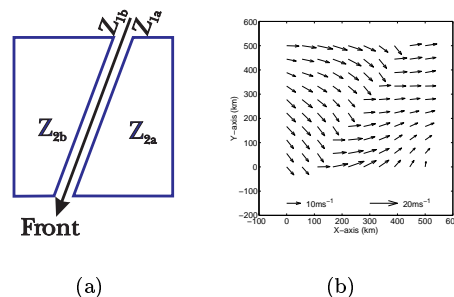 Z1b Z1a
Z2b
Z2a
Front
(a)
600
500
400
300
200
100
0
−100
−200
−100 0 100 200 300 400 500 600
Y−axis (km)
X−axis (km)
10ms−1
20ms−1
(b)